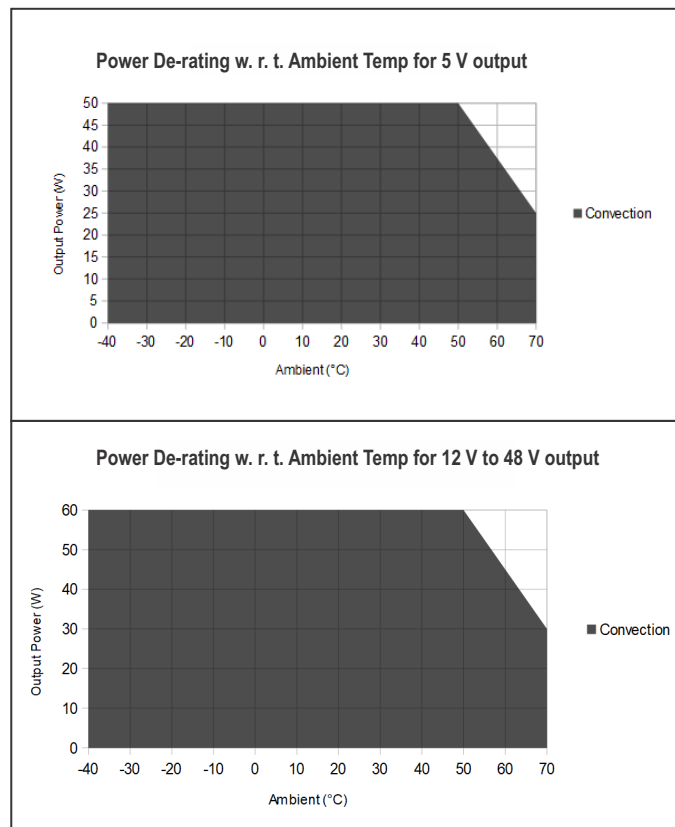 Power De-rating w. r. t. Ambient Temp for 5 V output
50
45
40
35
30
25
20
15
10
5
0
-40 -30 -20 -10 0 10 20 30 40 50 60 70
Output Power (W)
Ambient (°C)
Convection
Power De-rating w. r. t. Ambient Temp for 12 V to 48 V output
60
50
40
30
20
10
0
-40 -30 -20 -10 0 10 20 30 40 50 60 70
Output Power (W)
Ambient (°C)
Convection